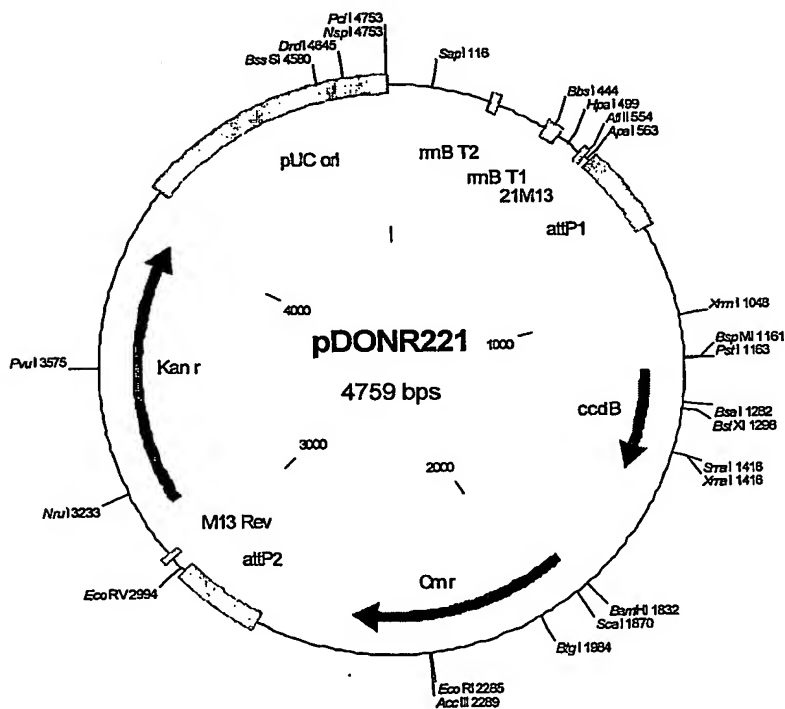 PciI 4753
NspI 4753
DrdI 4645
BssSI 4580
SapI 116
BbsI 444
HpaI 499
AflII 554
ApaI 563
pUC ori
rrnB T2
rrnB T1
21M13
attP1
4000
XmnI 1048
pDONR221
1000
BspMI 1161
PstI 1163
PvuI 3575
Kan r
4759 bps
ccdB
BsaI 1282
BstXI 1298
3000
2000
SmaI 1416
XmaI 1416
NruI 3233
M13 Rev
attP2
Cmr
EcoRV 2994
BamHI 1832
ScaI 1870
BtgI 1984
EcoRI 2285
AccIII 2289